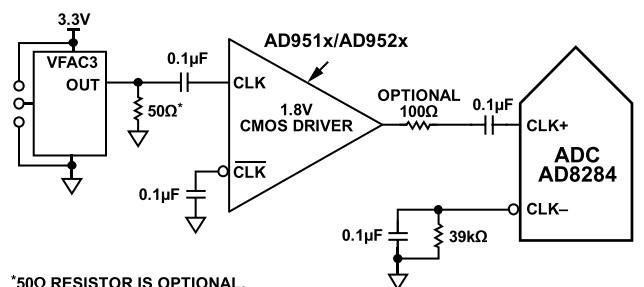 3.3V
VFAC3
OUT
0.1µF
50Ω*
AD951x/AD952x
CLK
1.8V
CMOS DRIVER
CLK
0.1µF
OPTIONAL
100Ω
0.1µF
CLK+
ADC
AD8284
CLK–
0.1µF
39kΩ
*50Ω RESISTOR IS OPTIONAL.